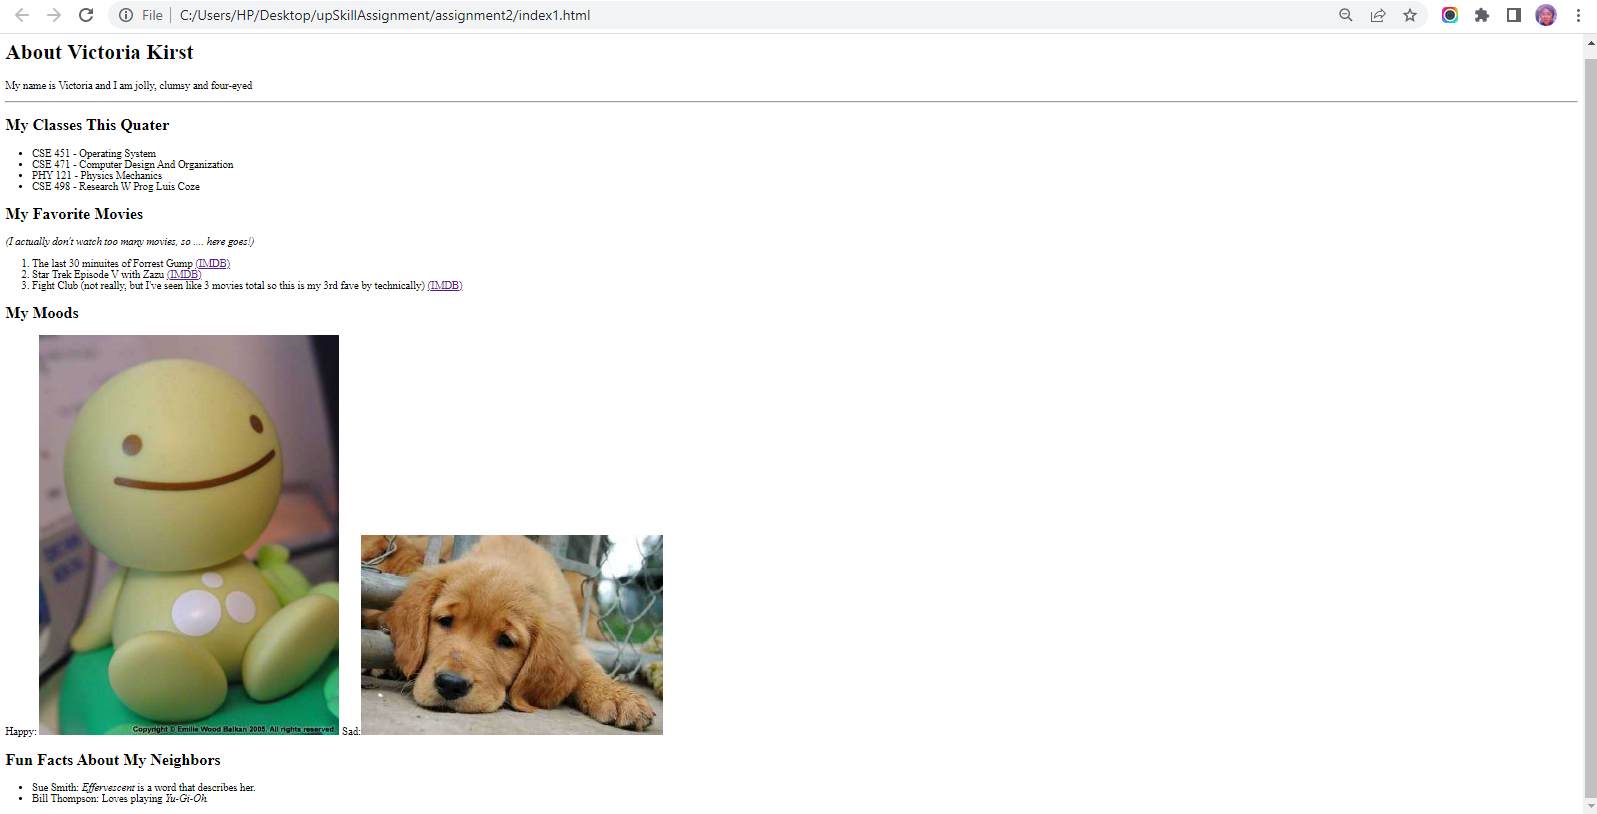 File | C:/Users/HP/Desktop/upSkillAssignment/assignment2/index1.html
About Victoria Kirst
My name is Victoria and I am jolly, clumsy and four-eyed
My Classes This Quater
CSE 451 - Operating System
CSE 471 - Computer Design And Organization
PHY 121 - Physics Mechanics
CSE 498 - Research W Prog Luis Coze
My Favorite Movies
(I actually don't watch too many movies, so .... here goes!)
1. The last 30 minuites of Forrest Gump (IMDB)
2. Star Trek Episode V with Zazu (IMDB)
3. Fight Club (not really, but I've seen like 3 movies total so this is my 3rd fave by technically) (IMDB)
My Moods
Copyright © Emilie Wood Balkan 2005. All rights reserved.
Happy: Sad:
Fun Facts About My Neighbors
Sue Smith: Effervescent is a word that describes her.
Bill Thompson: Loves playing Yu-Gi-Oh.